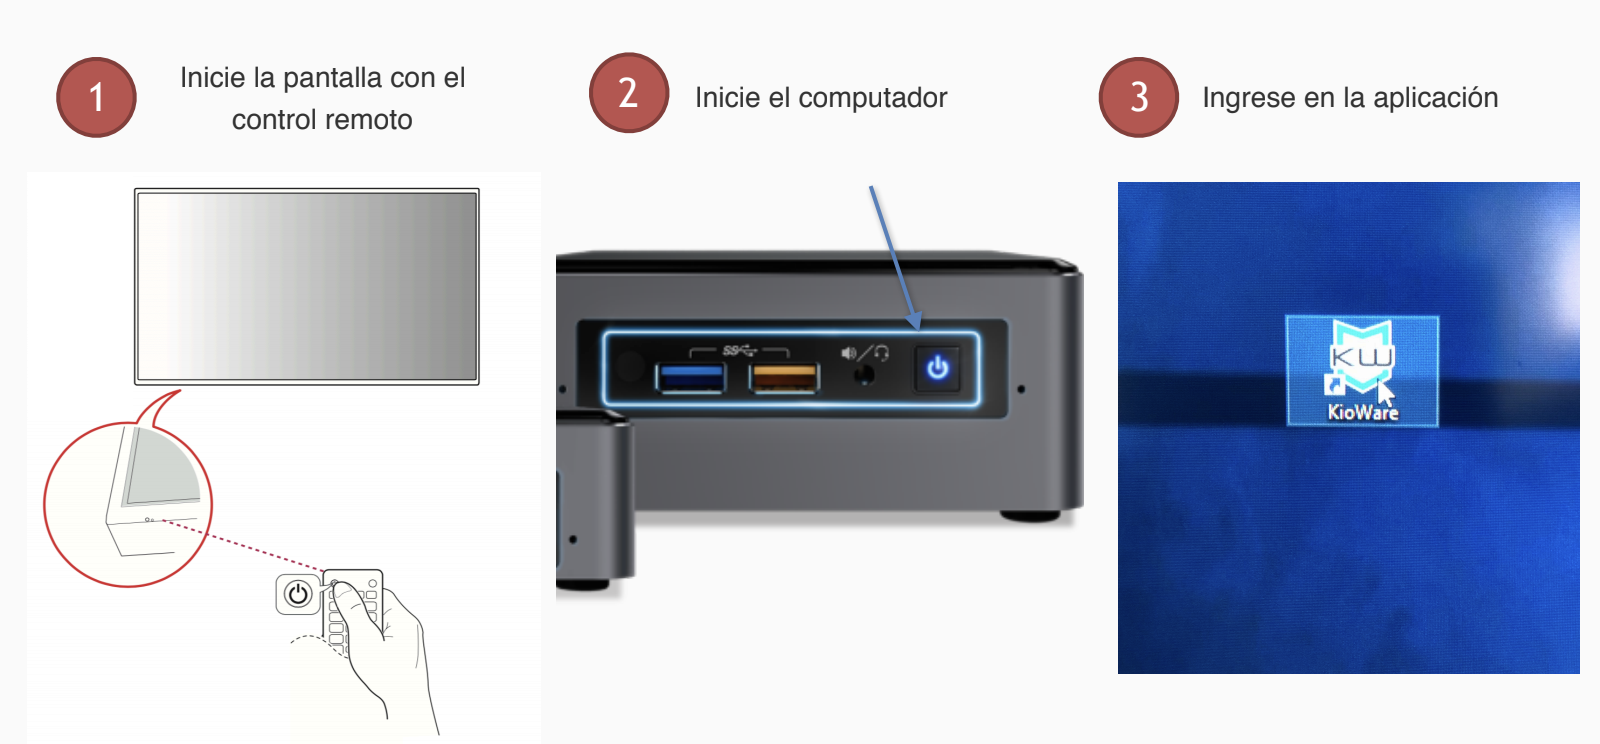 1
Inicie la pantalla con el
control remoto
2
Inicie el computador
3
Ingrese en la aplicación
SS
KW
KioWare